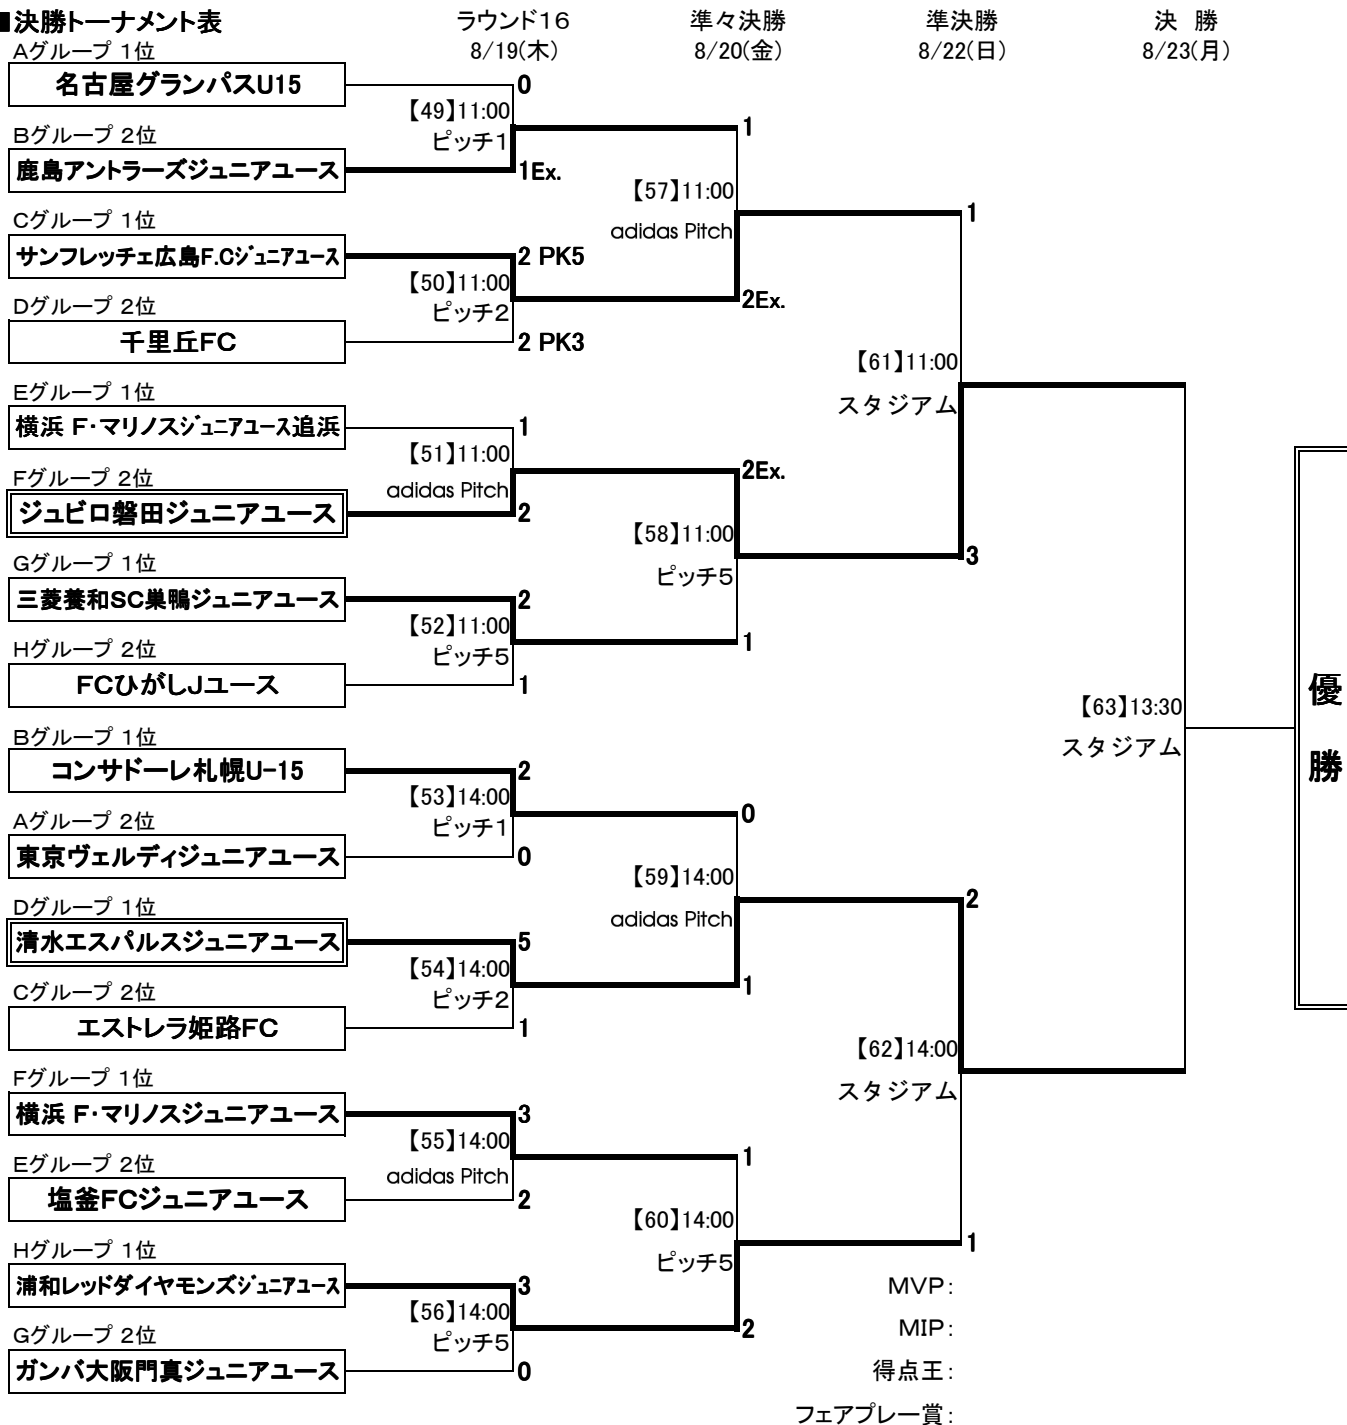 ■決勝トーナメント表
ラウンド16
準々決勝
準決勝
決 勝
8/19(木)
8/20(金)
8/22(日)
8/23(月)
Aグループ 1位
名古屋グランパスU15
0
【49】11:00
ピッチ1
1
Bグループ 2位
鹿島アントラーズジュニアユース
1Ex.
【57】11:00
adidas Pitch
1
Cグループ 1位
サンフレッチェ広島F.Cジュニアユース
2 PK5
【50】11:00
ピッチ2
2Ex.
Dグループ 2位
千里丘FC
2 PK3
【61】11:00
スタジアム
Eグループ 1位
横浜 F・マリノスジュニアユース追浜
1
【51】11:00
adidas Pitch
2Ex.
Fグループ 2位
ジュビロ磐田ジュニアユース
2
【58】11:00
ピッチ5
3
Gグループ 1位
三菱養和SC巣鴨ジュニアユース
2
【52】11:00
ピッチ5
1
Hグループ 2位
FCひがしJユース
1
【63】13:30
スタジアム
優
勝
Bグループ 1位
コンサドーレ札幌U-15
2
【53】14:00
ピッチ1
0
Aグループ 2位
東京ヴェルディジュニアユース
0
【59】14:00
adidas Pitch
2
Dグループ 1位
清水エスパルスジュニアユース
5
【54】14:00
ピッチ2
1
Cグループ 2位
エストレラ姫路FC
1
【62】14:00
スタジアム
Fグループ 1位
横浜 F・マリノスジュニアユース
3
【55】14:00
adidas Pitch
1
Eグループ 2位
塩釜FCジュニアユース
2
【60】14:00
ピッチ5
1
Hグループ 1位
浦和レッドダイヤモンズジュニアユース
3
【56】14:00
ピッチ5
2
Gグループ 2位
ガンバ大阪門真ジュニアユース
0
MVP:
MIP:
得点王:
フェアプレー賞: